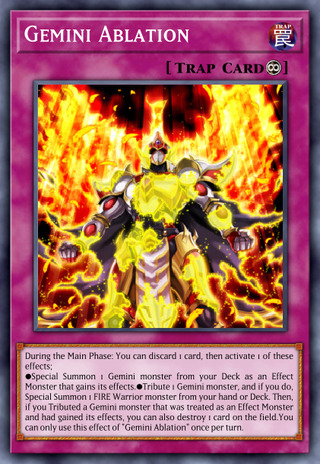 Gemini Ablation
TRAP
罠
[Trap Card∞]
During the Main Phase: You can discard 1 card, then activate 1 of these
effects;
●Special Summon 1 Gemini monster from your Deck as an Effect
Monster that gains its effects.●Tribute 1 Gemini monster, and if you do,
Special Summon 1 FIRE Warrior monster from your hand or Deck. Then,
if you Tributed a Gemini monster that was treated as an Effect Monster
and had gained its effects, you can also destroy 1 card on the field.You
can only use this effect of "Gemini Ablation" once per turn.